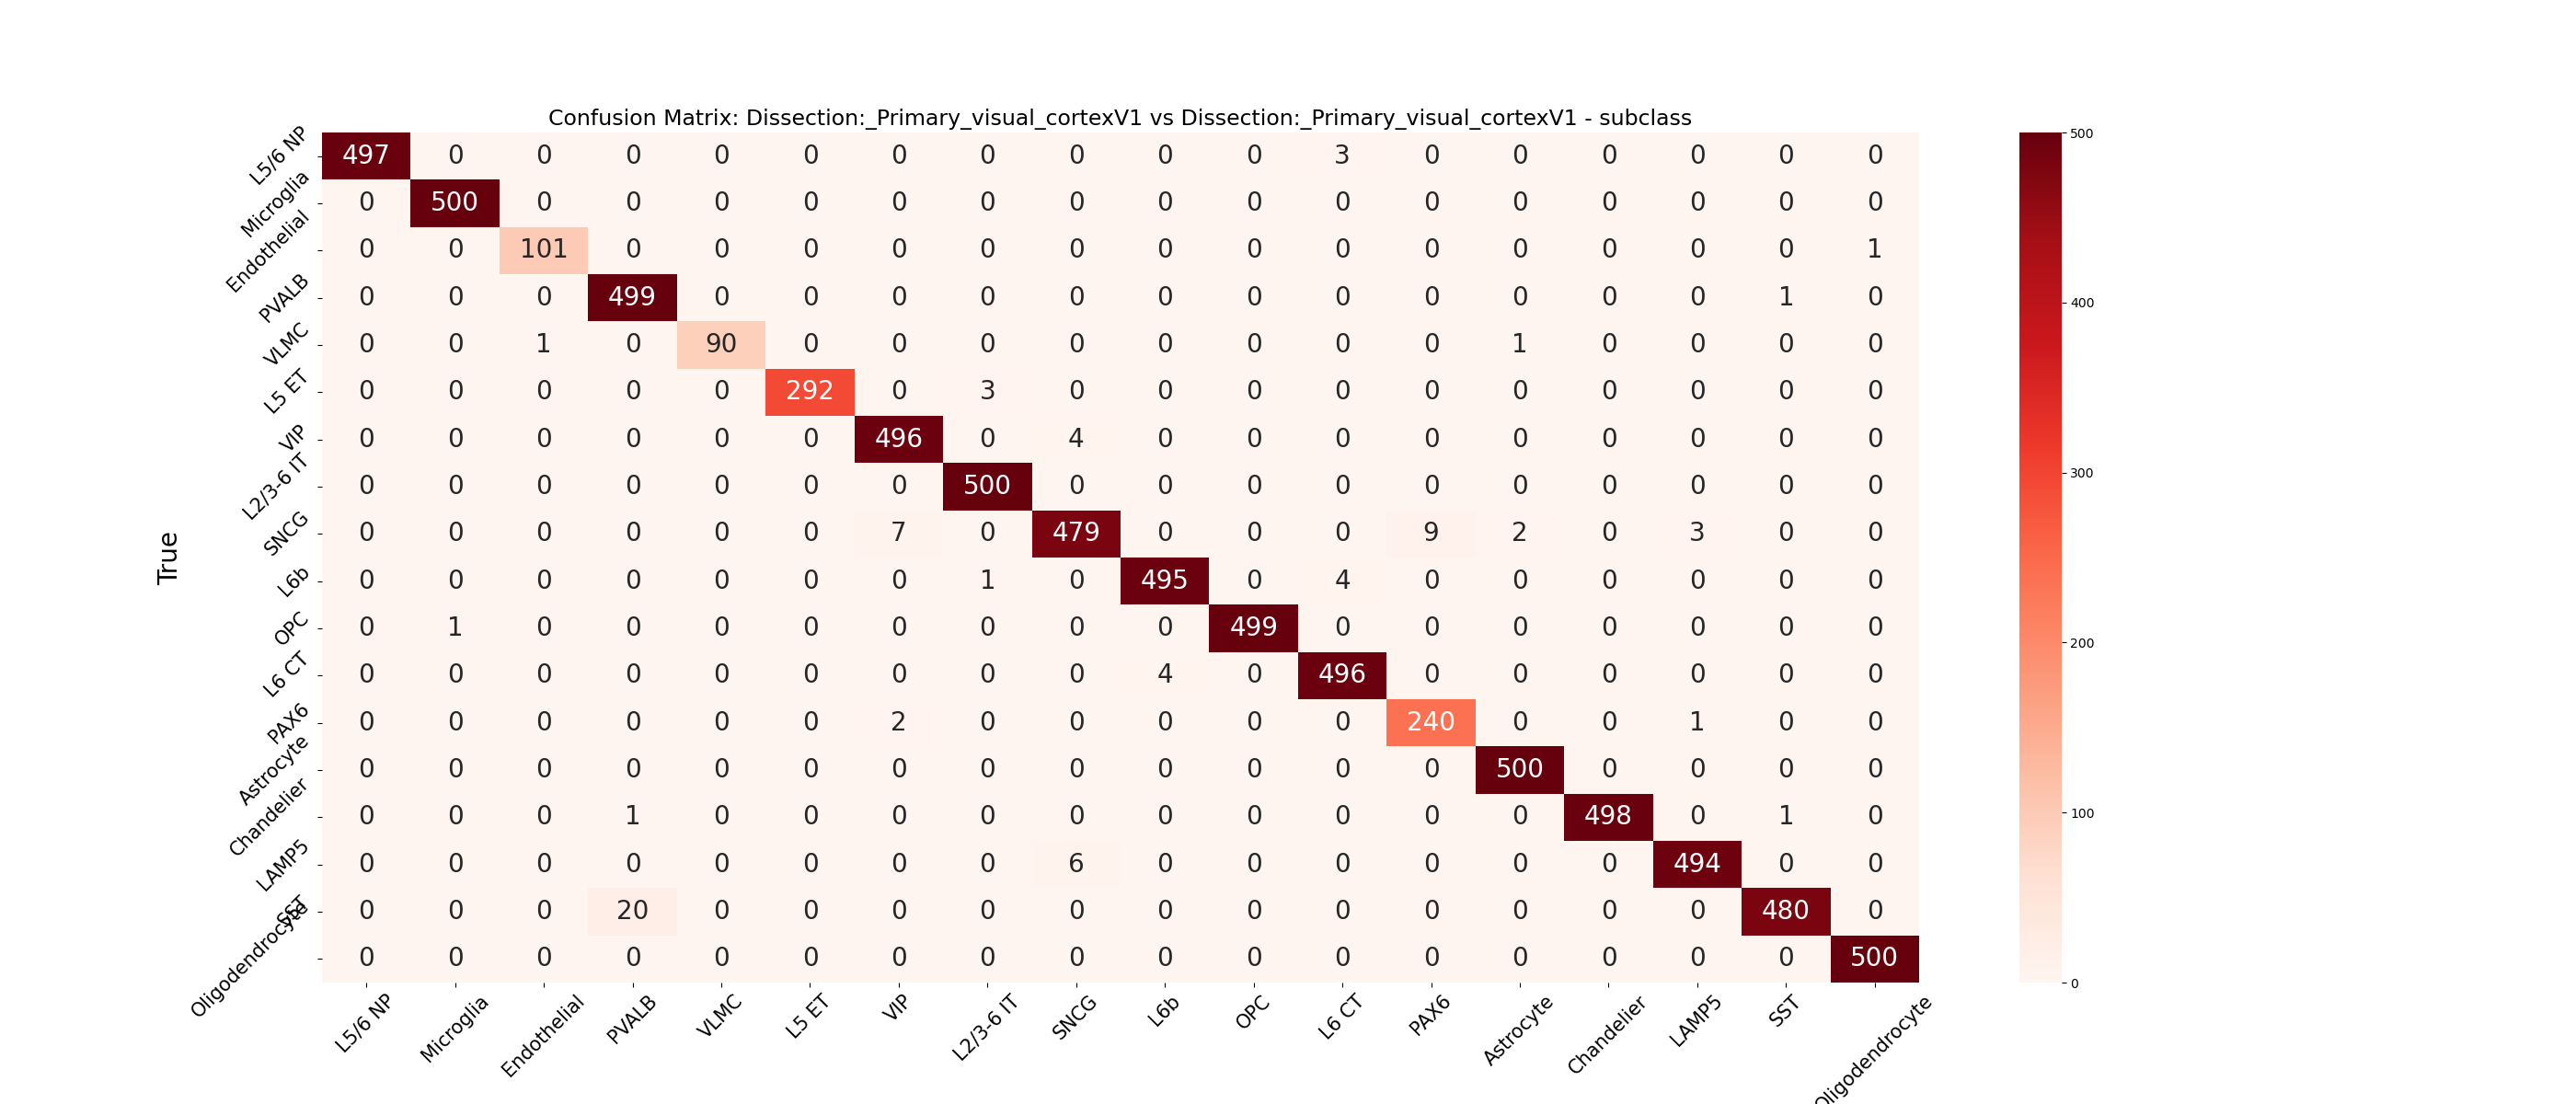 Confusion Matrix: Dissection:_Primary_visual_cortexV1 vs Dissection:_Primary_visual_cortexV1 - subclass
True
L5/6 NP 497 0 0 0 0 0 0 0 0 0 0 3 0 0 0 0 0 0
Microglia 0 500 0 0 0 0 0 0 0 0 0 0 0 0 0 0 0 0
Endothelial 0 0 101 0 0 0 0 0 0 0 0 0 0 0 0 0 0 1
PVALB 0 0 0 499 0 0 0 0 0 0 0 0 0 0 0 0 1 0
VLMC 0 0 1 0 90 0 0 0 0 0 0 0 0 1 0 0 0 0
L5 ET 0 0 0 0 0 292 0 3 0 0 0 0 0 0 0 0 0 0
VIP 0 0 0 0 0 0 496 0 4 0 0 0 0 0 0 0 0 0
L2/3-6 IT 0 0 0 0 0 0 0 500 0 0 0 0 0 0 0 0 0 0
SNCG 0 0 0 0 0 0 7 0 479 0 0 0 9 2 0 3 0 0
L6b 0 0 0 0 0 0 0 1 0 495 0 4 0 0 0 0 0 0
OPC 0 1 0 0 0 0 0 0 0 0 499 0 0 0 0 0 0 0
L6 CT 0 0 0 0 0 0 0 0 0 4 0 496 0 0 0 0 0 0
PAX6 0 0 0 0 0 0 2 0 0 0 0 0 240 0 0 1 0 0
Astrocyte 0 0 0 0 0 0 0 0 0 0 0 0 0 500 0 0 0 0
Chandelier 0 0 0 1 0 0 0 0 0 0 0 0 0 0 498 0 1 0
LAMP5 0 0 0 0 0 0 0 0 6 0 0 0 0 0 0 494 0 0
SST 0 0 0 20 0 0 0 0 0 0 0 0 0 0 0 0 480 0
Oligodendrocyte 0 0 0 0 0 0 0 0 0 0 0 0 0 0 0 0 0 500
L5/6 NP Microglia Endothelial PVALB VLMC L5 ET VIP L2/3-6 IT SNCG L6b OPC L6 CT PAX6 Astrocyte Chandelier LAMP5 SST Oligodendrocyte
500
400
300
200
100
0